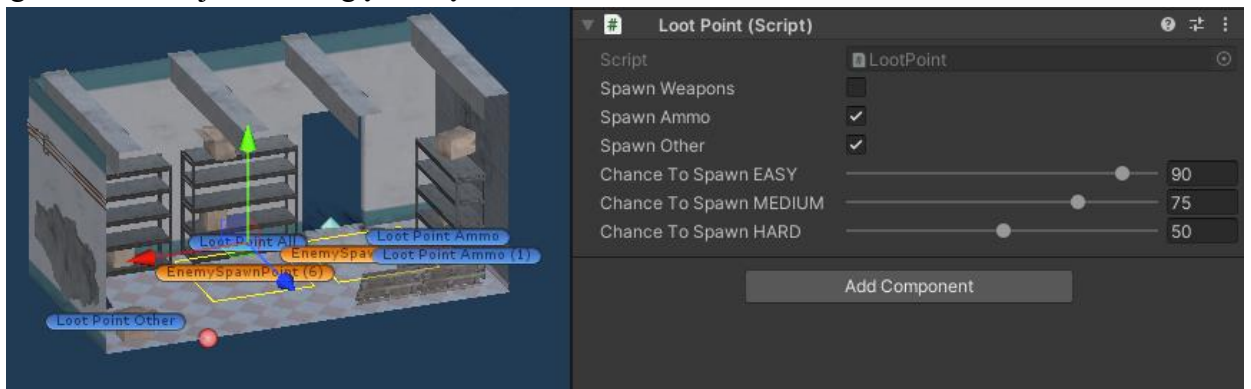 Loot Point All
Loot Point Ammo
EnemySpaw
Loot Point Ammo (1)
EnemySpawnPoint (6)
Loot Point Other
# Loot Point (Script)
Script # LootPoint
Spawn Weapons
Spawn Ammo
Spawn Other
Chance To Spawn EASY 90
Chance To Spawn MEDIUM 75
Chance To Spawn HARD 50
Add Component